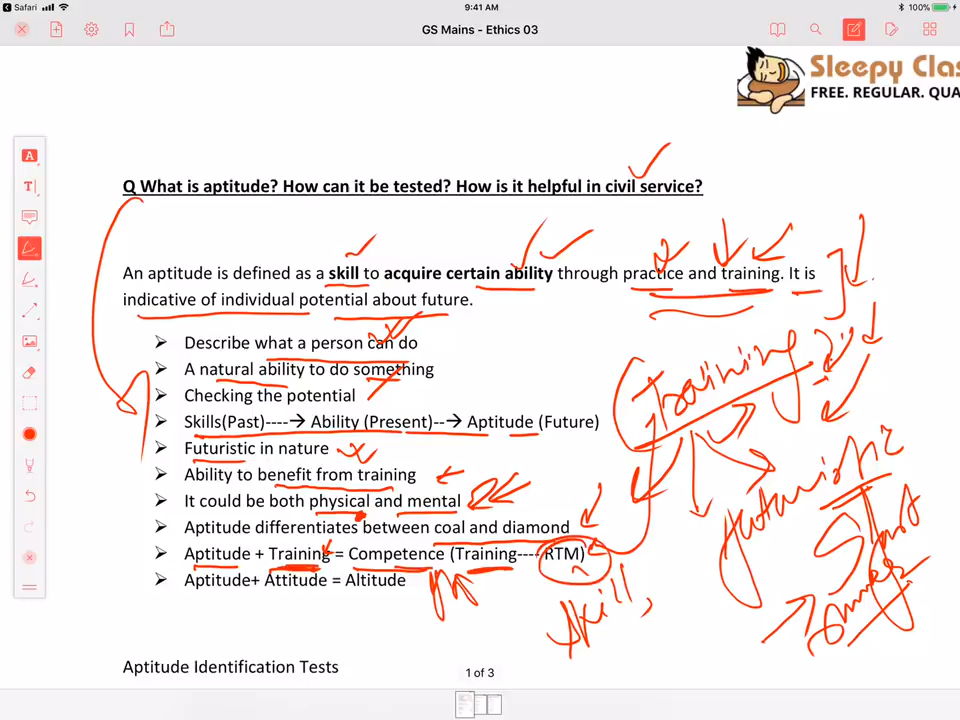 Safari
9:41 AM
100%
GS Mains - Ethics 03
Sleepy Clas
FREE. REGULAR. QUA
A
T
Q What is aptitude? How can it be tested? How is it helpful in civil service?
An aptitude is defined as a skill to acquire certain ability through practice and training. It is
indicative of individual potential about future.
➢ Describe what a person can do
➢ A natural ability to do something
➢ Checking the potential
➢ Skills(Past)----→ Ability (Present)--→ Aptitude (Future)
➢ Futuristic in nature
➢ Ability to benefit from training
➢ It could be both physical and mental
➢ Aptitude differentiates between coal and diamond
➢ Aptitude + Training = Competence (Training---- RTM)
➢ Aptitude+ Attitude = Altitude
Training
futuristic
Skill,
Aptitude Identification Tests
1 of 3